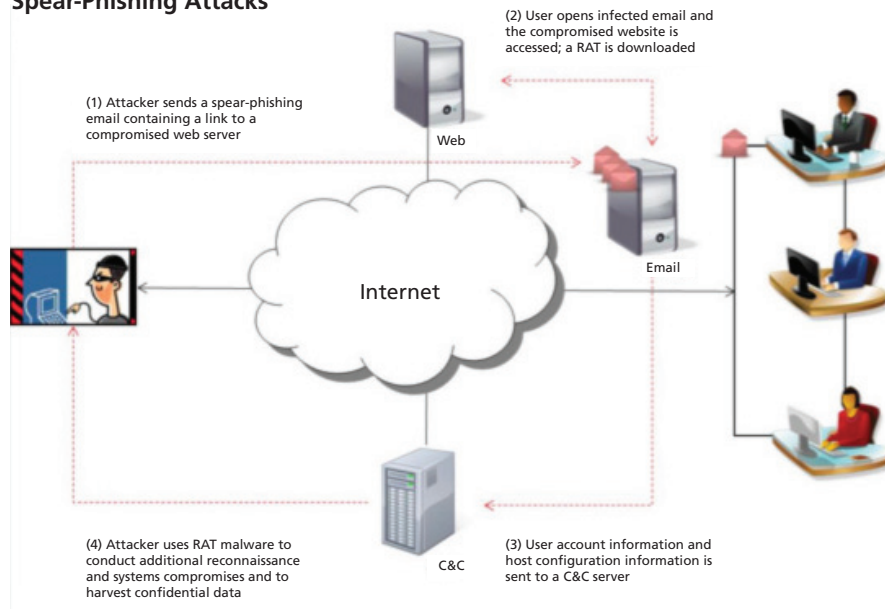 Spear-Phishing Attacks
(2) User opens infected email and
the compromised website is
accessed; a RAT is downloaded
(1) Attacker sends a spear-phishing
email containing a link to a
compromised web server
Web
Email
Internet
C&C
(4) Attacker uses RAT malware to
conduct additional reconnaissance
and systems compromises and to
harvest confidential data
(3) User account information and
host configuration information is
sent to a C&C server